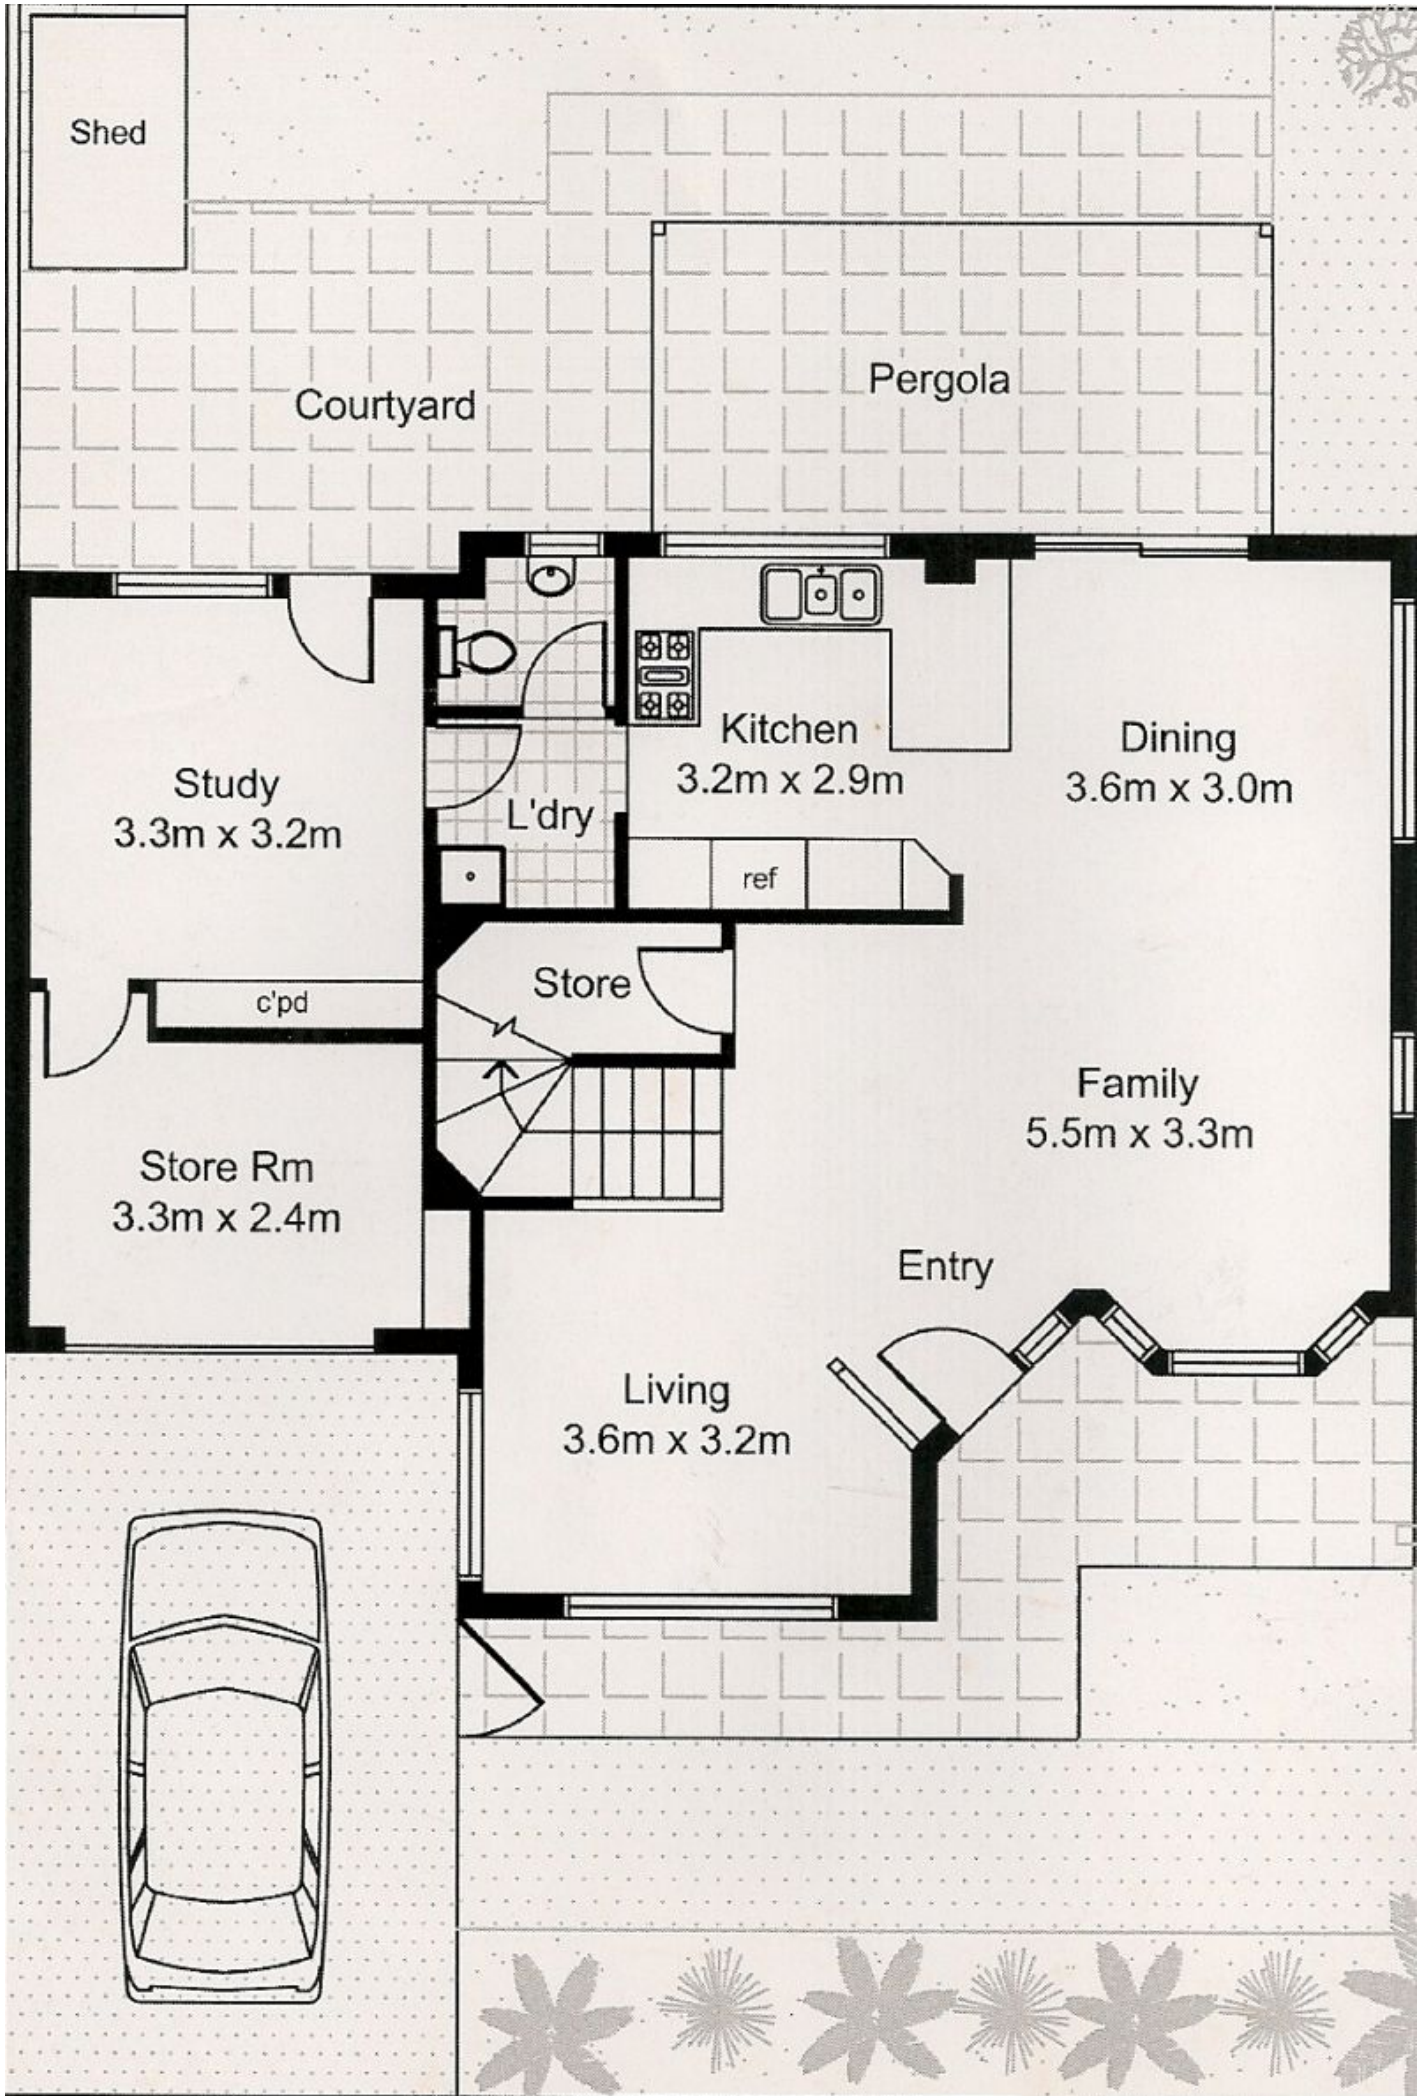 Shed
Pergola
Courtyard
Kitchen
3.2m x 2.9m
Dining
3.6m x 3.0m
Study
3.3m x 3.2m
L'dry
ref
Store
c'pd
Family
5.5m x 3.3m
Store Rm
3.3m x 2.4m
Entry
Living
3.6m x 3.2m